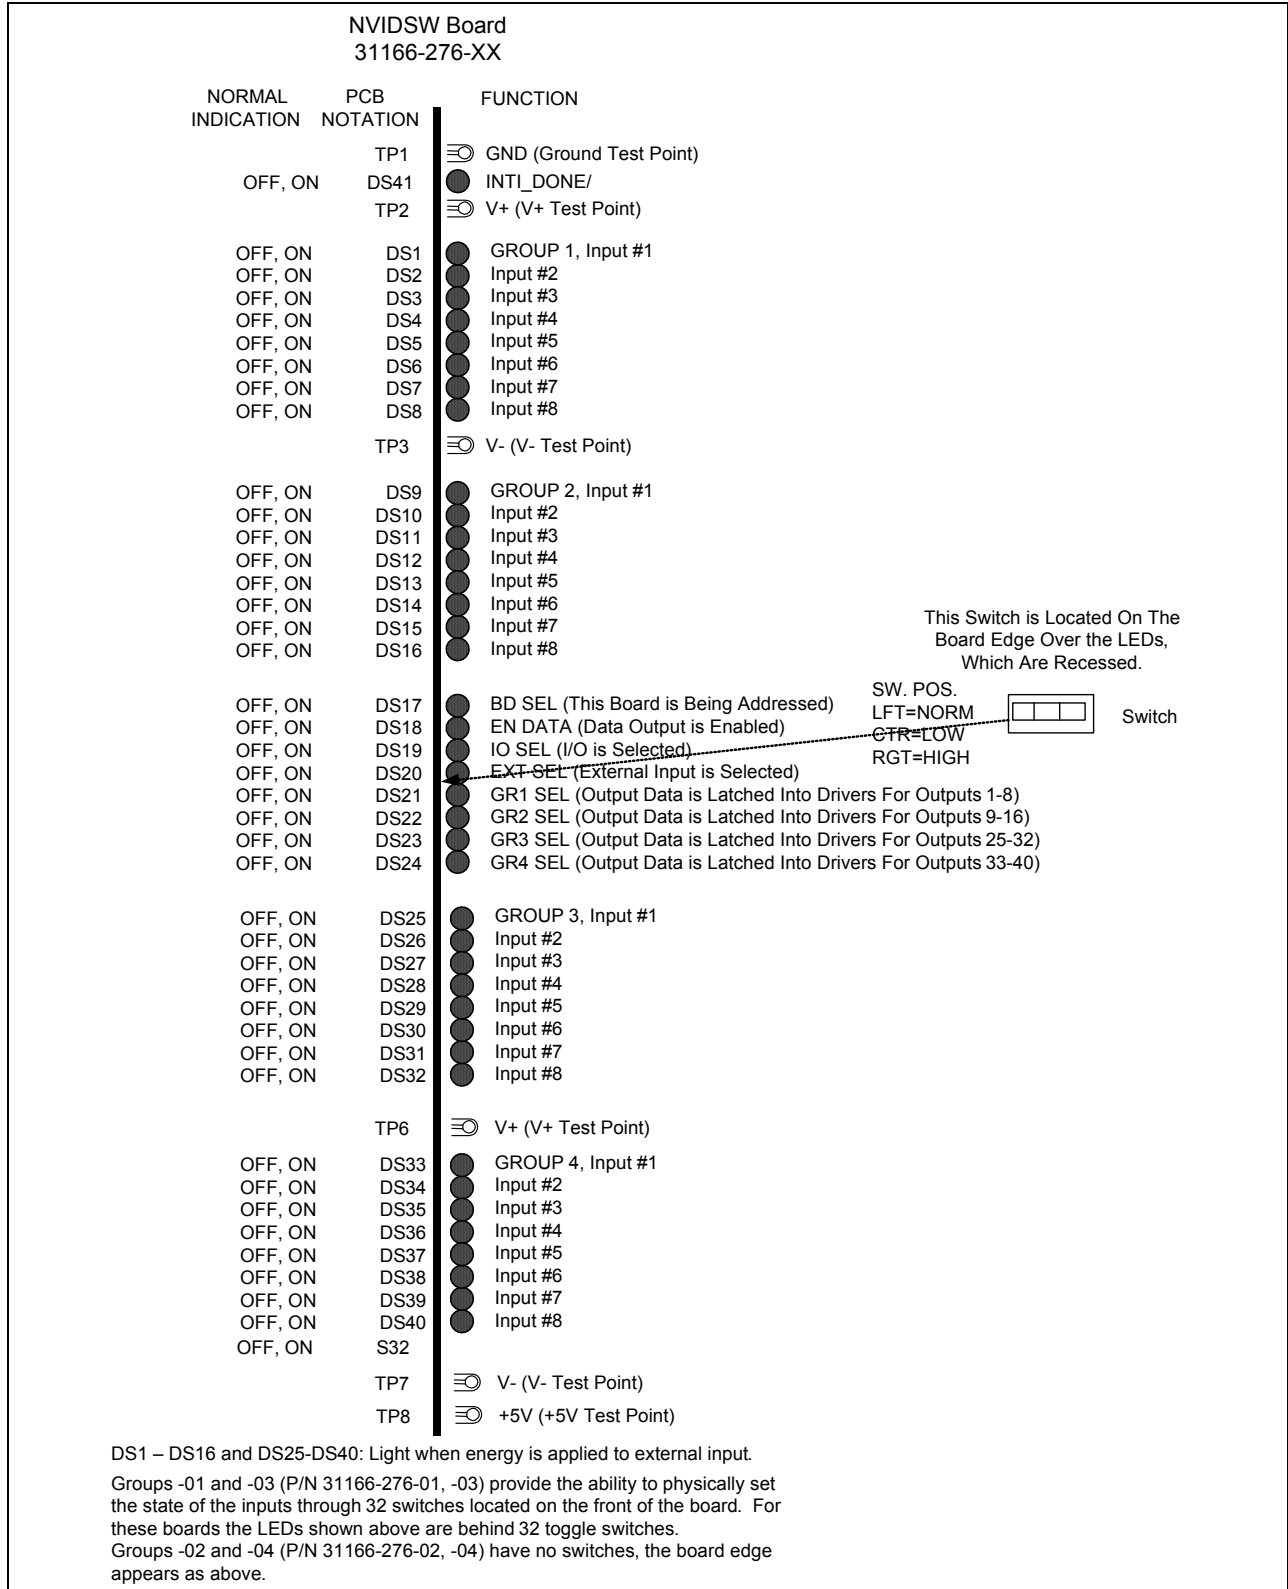 NVIDSW Board
31166-276-XX
NORMAL INDICATION PCB NOTATION FUNCTION
TP1 GND (Ground Test Point)
OFF, ON DS41 INTI_DONE/
TP2 V+ (V+ Test Point)
OFF, ON DS1 GROUP 1, Input #1
OFF, ON DS2 Input #2
OFF, ON DS3 Input #3
OFF, ON DS4 Input #4
OFF, ON DS5 Input #5
OFF, ON DS6 Input #6
OFF, ON DS7 Input #7
OFF, ON DS8 Input #8
TP3 V- (V- Test Point)
OFF, ON DS9 GROUP 2, Input #1
OFF, ON DS10 Input #2
OFF, ON DS11 Input #3
OFF, ON DS12 Input #4
OFF, ON DS13 Input #5
OFF, ON DS14 Input #6
OFF, ON DS15 Input #7
OFF, ON DS16 Input #8
This Switch is Located On The
Board Edge Over the LEDs,
Which Are Recessed.
SW. POS.
LFT=NORM
CTR=LOW
RGT=HIGH
Switch
OFF, ON DS17 BD SEL (This Board is Being Addressed)
OFF, ON DS18 EN DATA (Data Output is Enabled)
OFF, ON DS19 IO SEL (I/O is Selected)
OFF, ON DS20 EXT SEL (External Input is Selected)
OFF, ON DS21 GR1 SEL (Output Data is Latched Into Drivers For Outputs 1-8)
OFF, ON DS22 GR2 SEL (Output Data is Latched Into Drivers For Outputs 9-16)
OFF, ON DS23 GR3 SEL (Output Data is Latched Into Drivers For Outputs 25-32)
OFF, ON DS24 GR4 SEL (Output Data is Latched Into Drivers For Outputs 33-40)
OFF, ON DS25 GROUP 3, Input #1
OFF, ON DS26 Input #2
OFF, ON DS27 Input #3
OFF, ON DS28 Input #4
OFF, ON DS29 Input #5
OFF, ON DS30 Input #6
OFF, ON DS31 Input #7
OFF, ON DS32 Input #8
TP6 V+ (V+ Test Point)
OFF, ON DS33 GROUP 4, Input #1
OFF, ON DS34 Input #2
OFF, ON DS35 Input #3
OFF, ON DS36 Input #4
OFF, ON DS37 Input #5
OFF, ON DS38 Input #6
OFF, ON DS39 Input #7
OFF, ON DS40 Input #8
OFF, ON S32
TP7 V- (V- Test Point)
TP8 +5V (+5V Test Point)
DS1 – DS16 and DS25-DS40: Light when energy is applied to external input.
Groups -01 and -03 (P/N 31166-276-01, -03) provide the ability to physically set
the state of the inputs through 32 switches located on the front of the board. For
these boards the LEDs shown above are behind 32 toggle switches.
Groups -02 and -04 (P/N 31166-276-02, -04) have no switches, the board edge
appears as above.